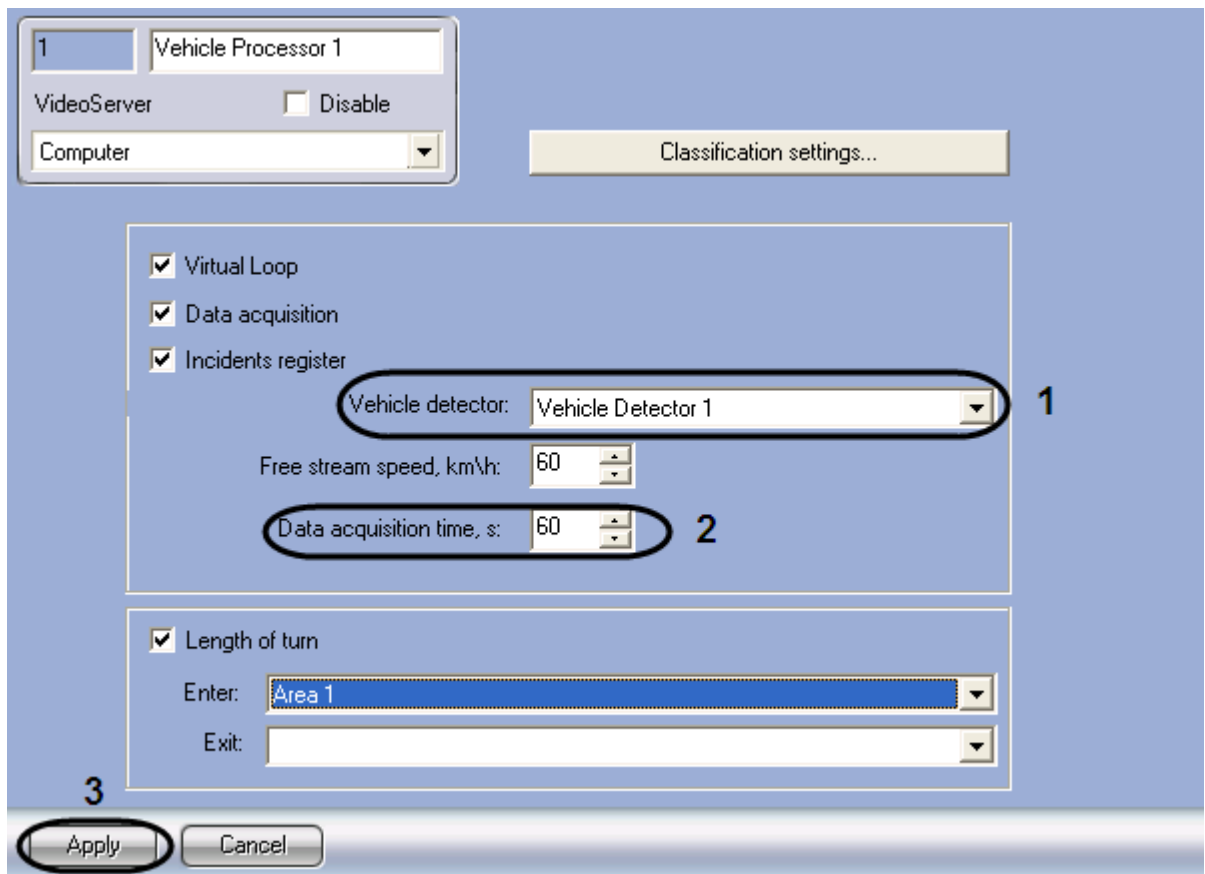 1 Vehicle Processor 1
VideoServer Disable
Computer
Classification settings...
Virtual Loop
Data acquisition
Incidents register
Vehicle detector: Vehicle Detector 1 1
Free stream speed, km\h: 60
Data acquisition time, s: 60 2
Length of turn
Enter: Area 1
Exit:
3
Apply Cancel